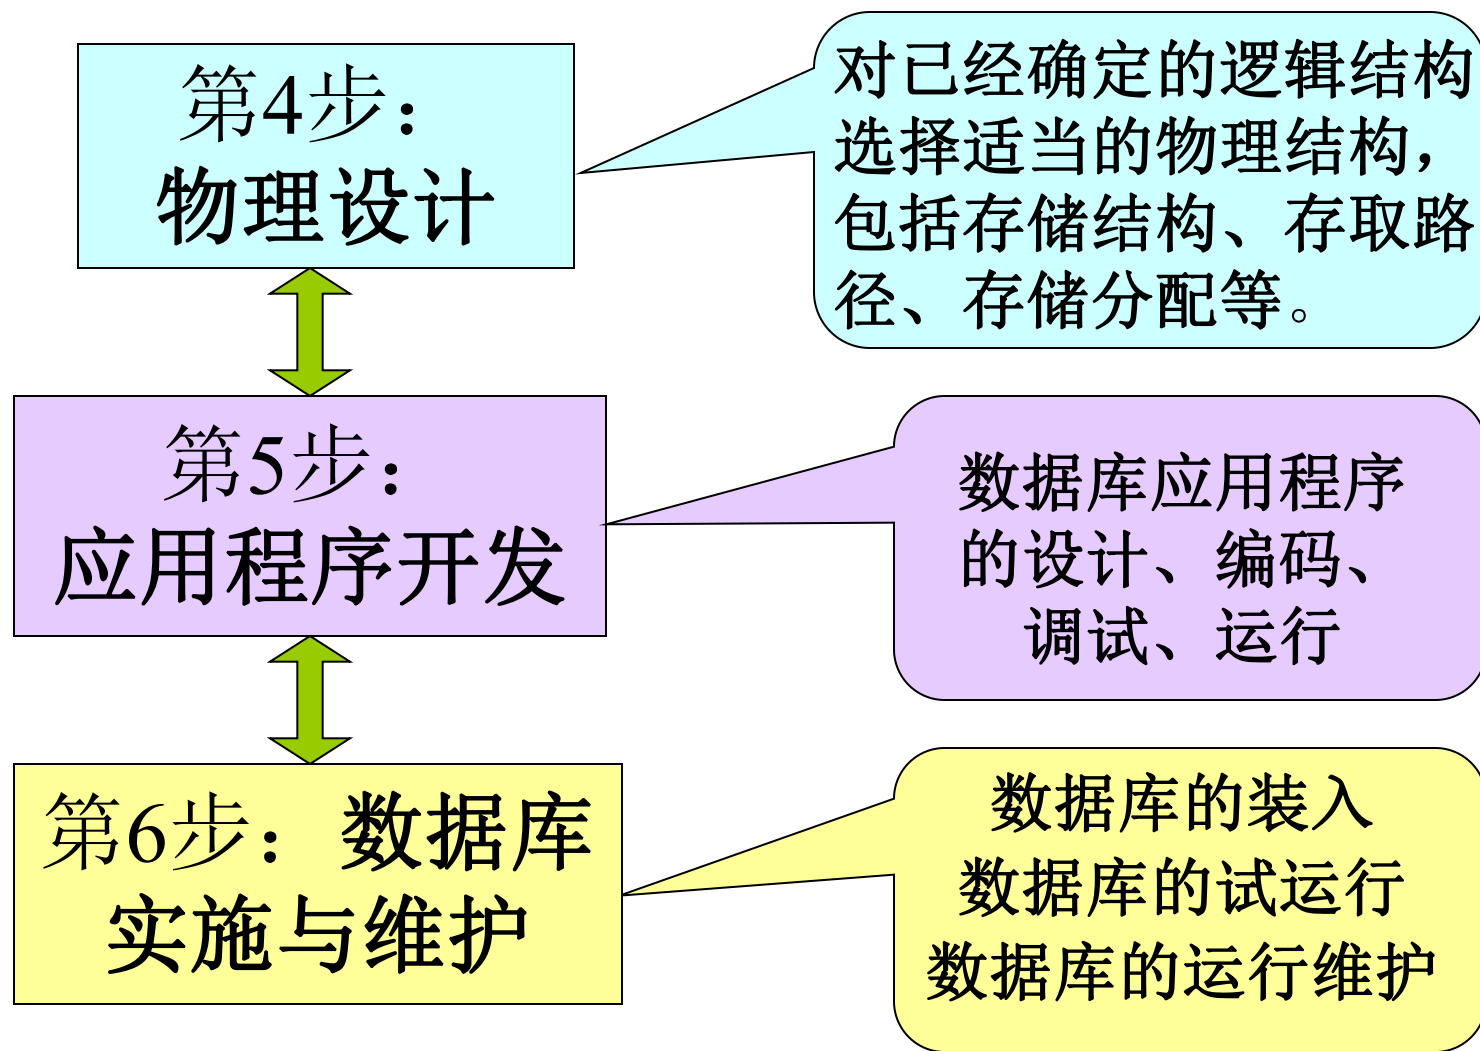 第4步：
物理设计
对已经确定的逻辑结构
选择适当的物理结构，
包括存储结构、存取路
径、存储分配等。
第5步：
应用程序开发
数据库应用程序
的设计、编码、
调试、运行
第6步：数据库
实施与维护
数据库的装入
数据库的试运行
数据库的运行维护